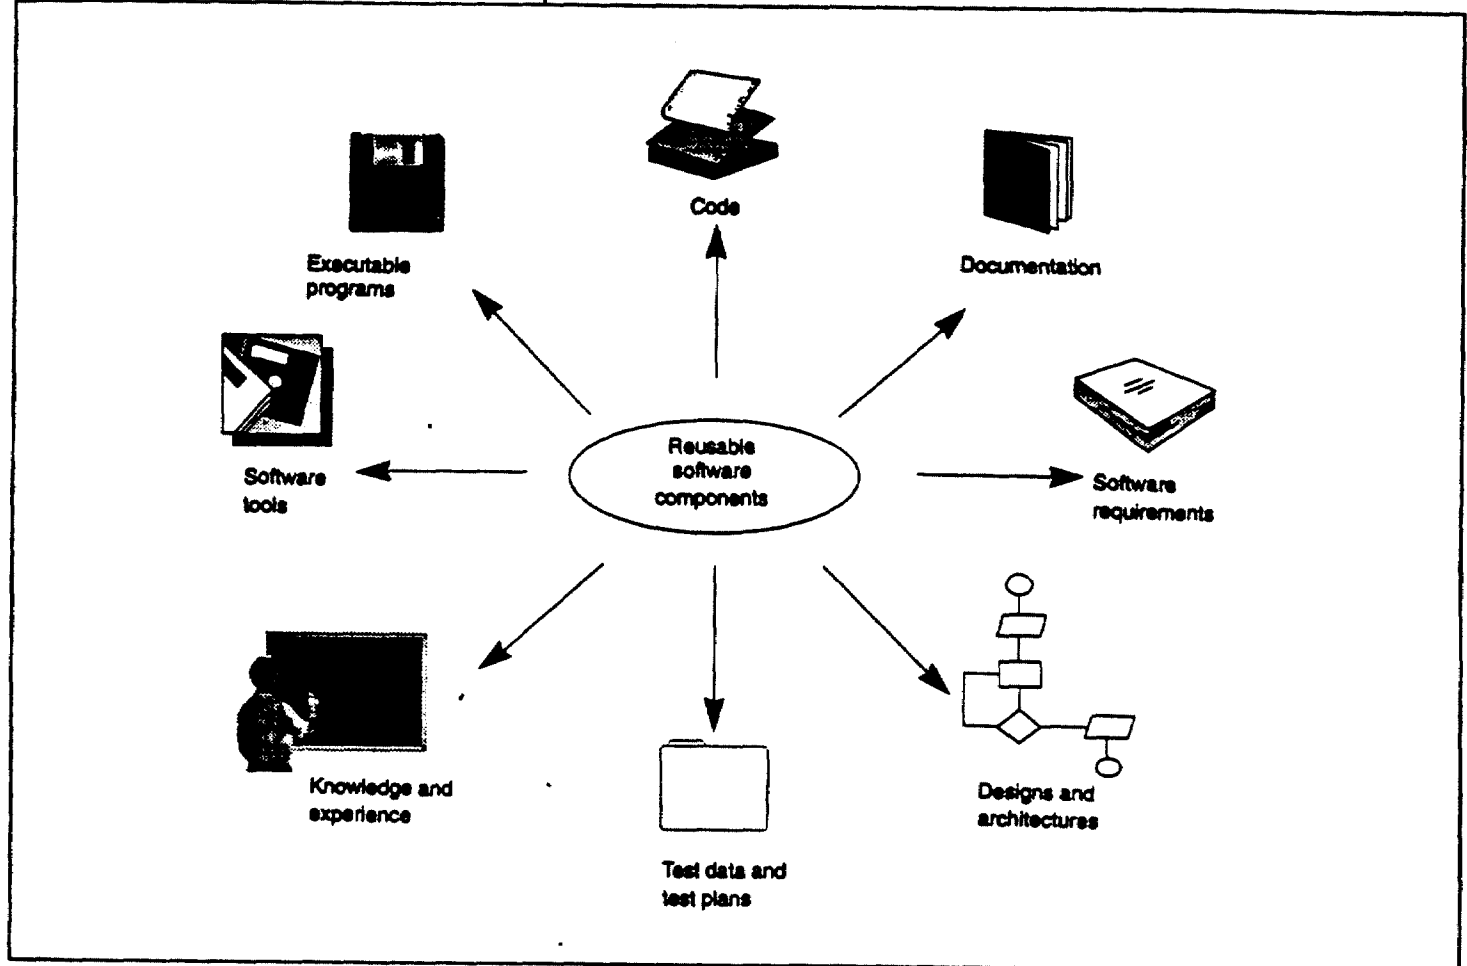 Code
Executable
programs
Documentation
Reusable
software
components
Software
tools
Software
requirements
Knowledge and
experience
Designs and
architectures
Test data and
test plans